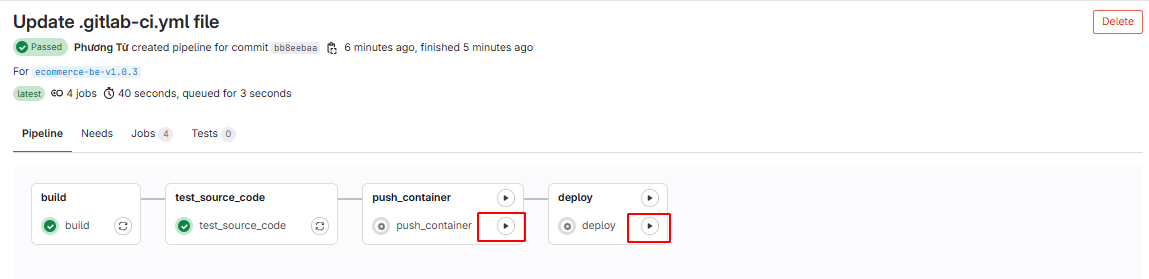 Update .gitlab-ci.yml file
Delete
Passed Phương Từ created pipeline for commit bb8eebaa 6 minutes ago, finished 5 minutes ago
For ecommerce-be-v1.0.3
latest 4 jobs 40 seconds, queued for 3 seconds
Pipeline Needs Jobs 4 Tests 0
build test_source_code push_container deploy
build test_source_code push_container deploy